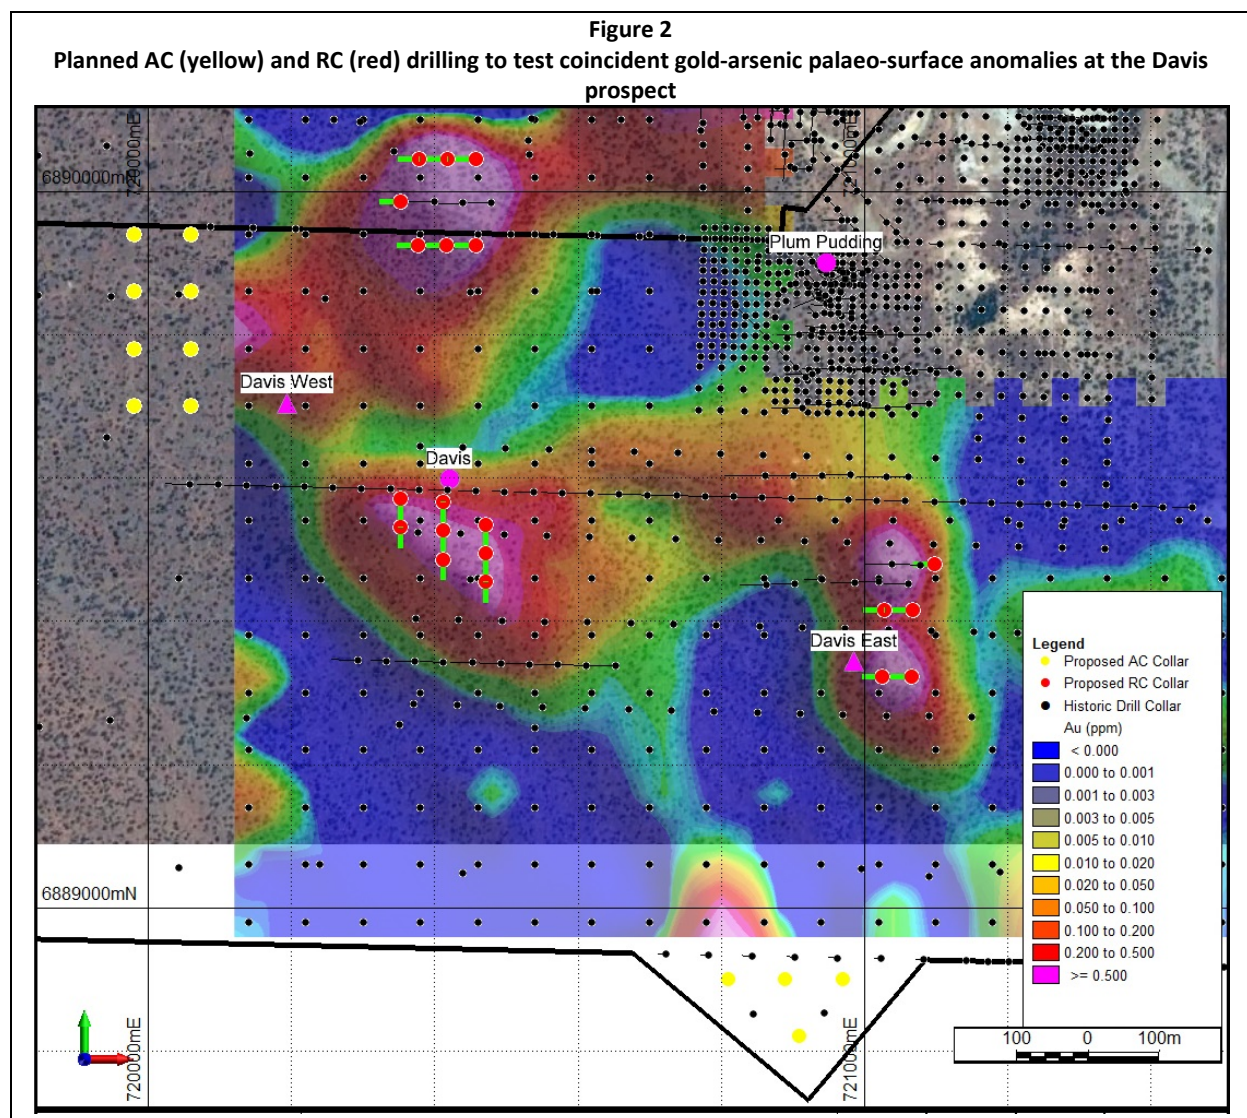 Figure 2
Planned AC (yellow) and RC (red) drilling to test coincident gold-arsenic palaeo-surface anomalies at the Davis
prospect
720000mE
721000mE
6890000mN
Plum Pudding
Davis West
Davis
Davis East
Legend
Proposed AC Collar
Proposed RC Collar
Historic Drill Collar
Au (ppm)
< 0.000
0.000 to 0.001
0.001 to 0.003
0.003 to 0.005
0.005 to 0.010
0.010 to 0.020
0.020 to 0.050
0.050 to 0.100
0.100 to 0.200
0.200 to 0.500
>= 0.500
6889000mN
720000mE
721000mE
100 0 100m